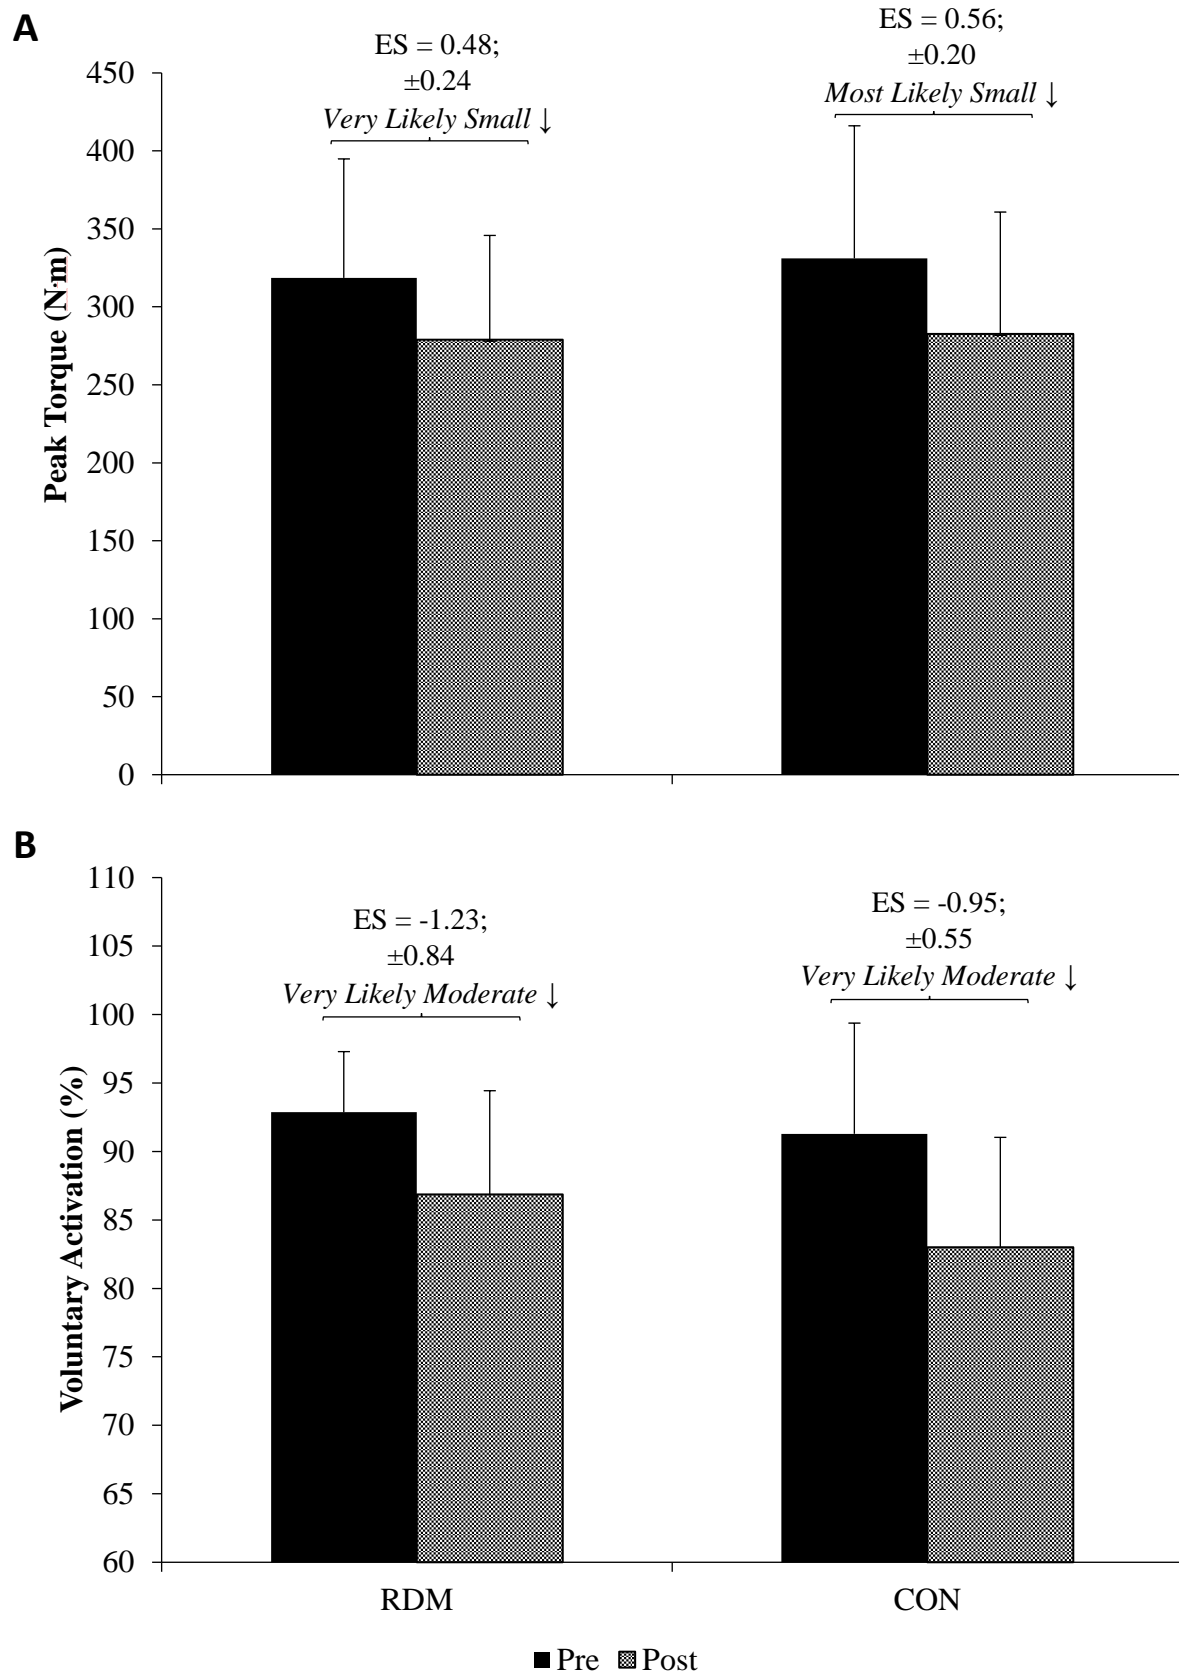 A
ES = 0.48;
±0.24
Very Likely Small ↓
ES = 0.56;
±0.20
Most Likely Small ↓
Peak Torque (N·m)
450
400
350
300
250
200
150
100
50
0
B
ES = -1.23;
±0.84
Very Likely Moderate ↓
ES = -0.95;
±0.55
Very Likely Moderate ↓
Voluntary Activation (%)
110
105
100
95
90
85
80
75
70
65
60
RDM CON
Pre Post